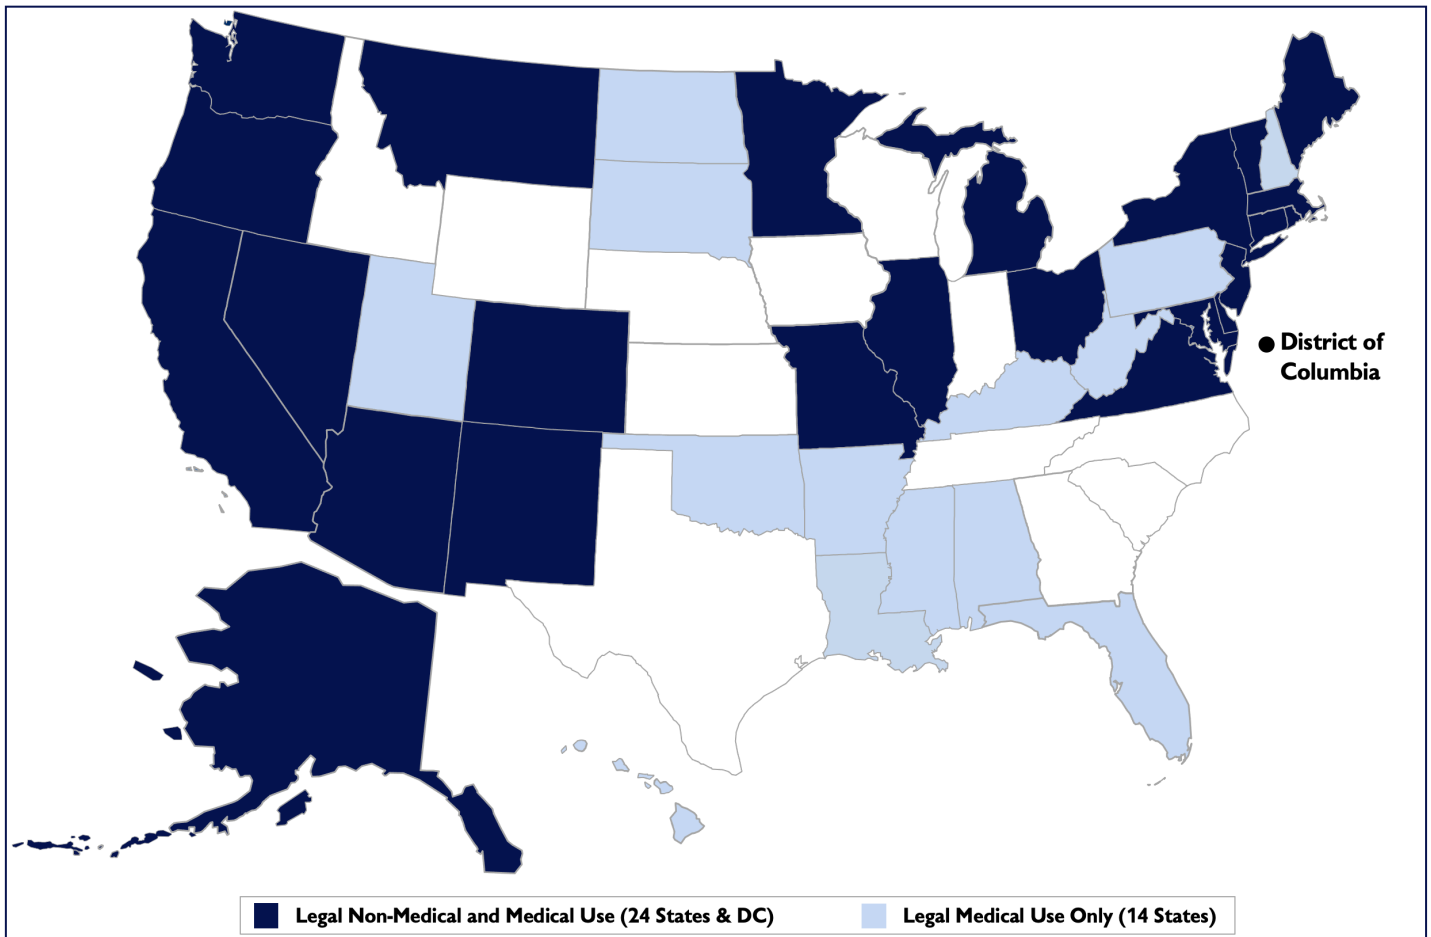 District of
Columbia
Legal Non-Medical and Medical Use (24 States & DC)
Legal Medical Use Only (14 States)